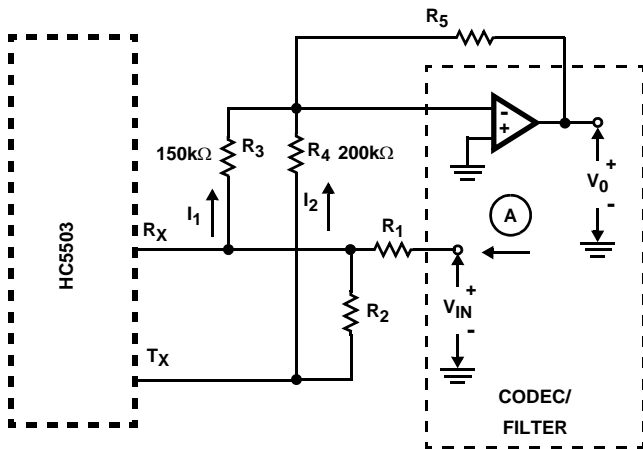 R5
150kΩ R3
R4 200kΩ
-
+
+
V0
-
I1
I2
A
RX
R1
HC5503
R2
+
VIN
-
TX
CODEC/
FILTER